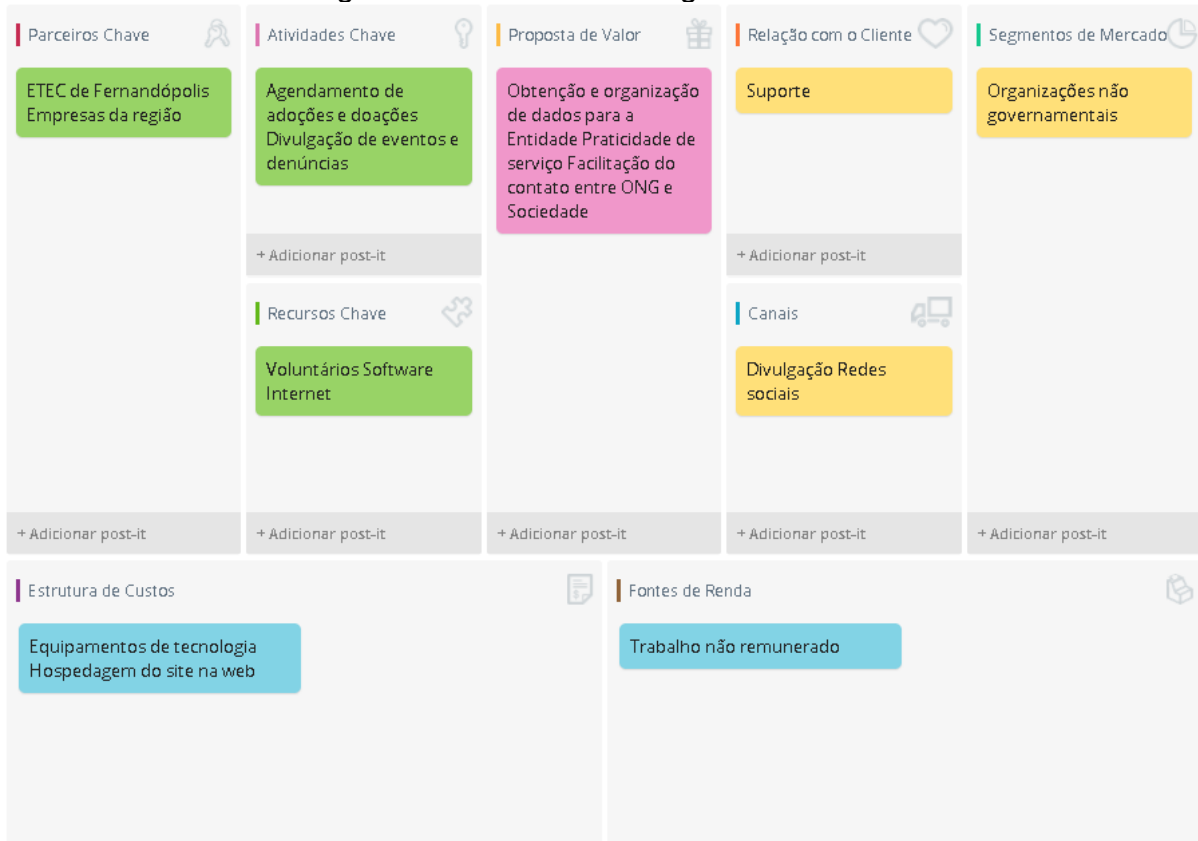 Parceiros Chave
ETEC de Fernandópolis
Empresas da região
+ Adicionar post-it
Atividades Chave
Agendamento de
adoções e doações
Divulgação de eventos e
denúncias
+ Adicionar post-it
Recursos Chave
Voluntários Software
Internet
+ Adicionar post-it
Proposta de Valor
Obtenção e organização
de dados para a
Entidade Praticidade de
serviço Facilitação do
contato entre ONG e
Sociedade
+ Adicionar post-it
Relação com o Cliente
Suporte
+ Adicionar post-it
Canais
Divulgação Redes
sociais
+ Adicionar post-it
Segmentos de Mercado
Organizações não
governamentais
+ Adicionar post-it
Estrutura de Custos
Equipamentos de tecnologia
Hospedagem do site na web
Fontes de Renda
Trabalho não remunerado